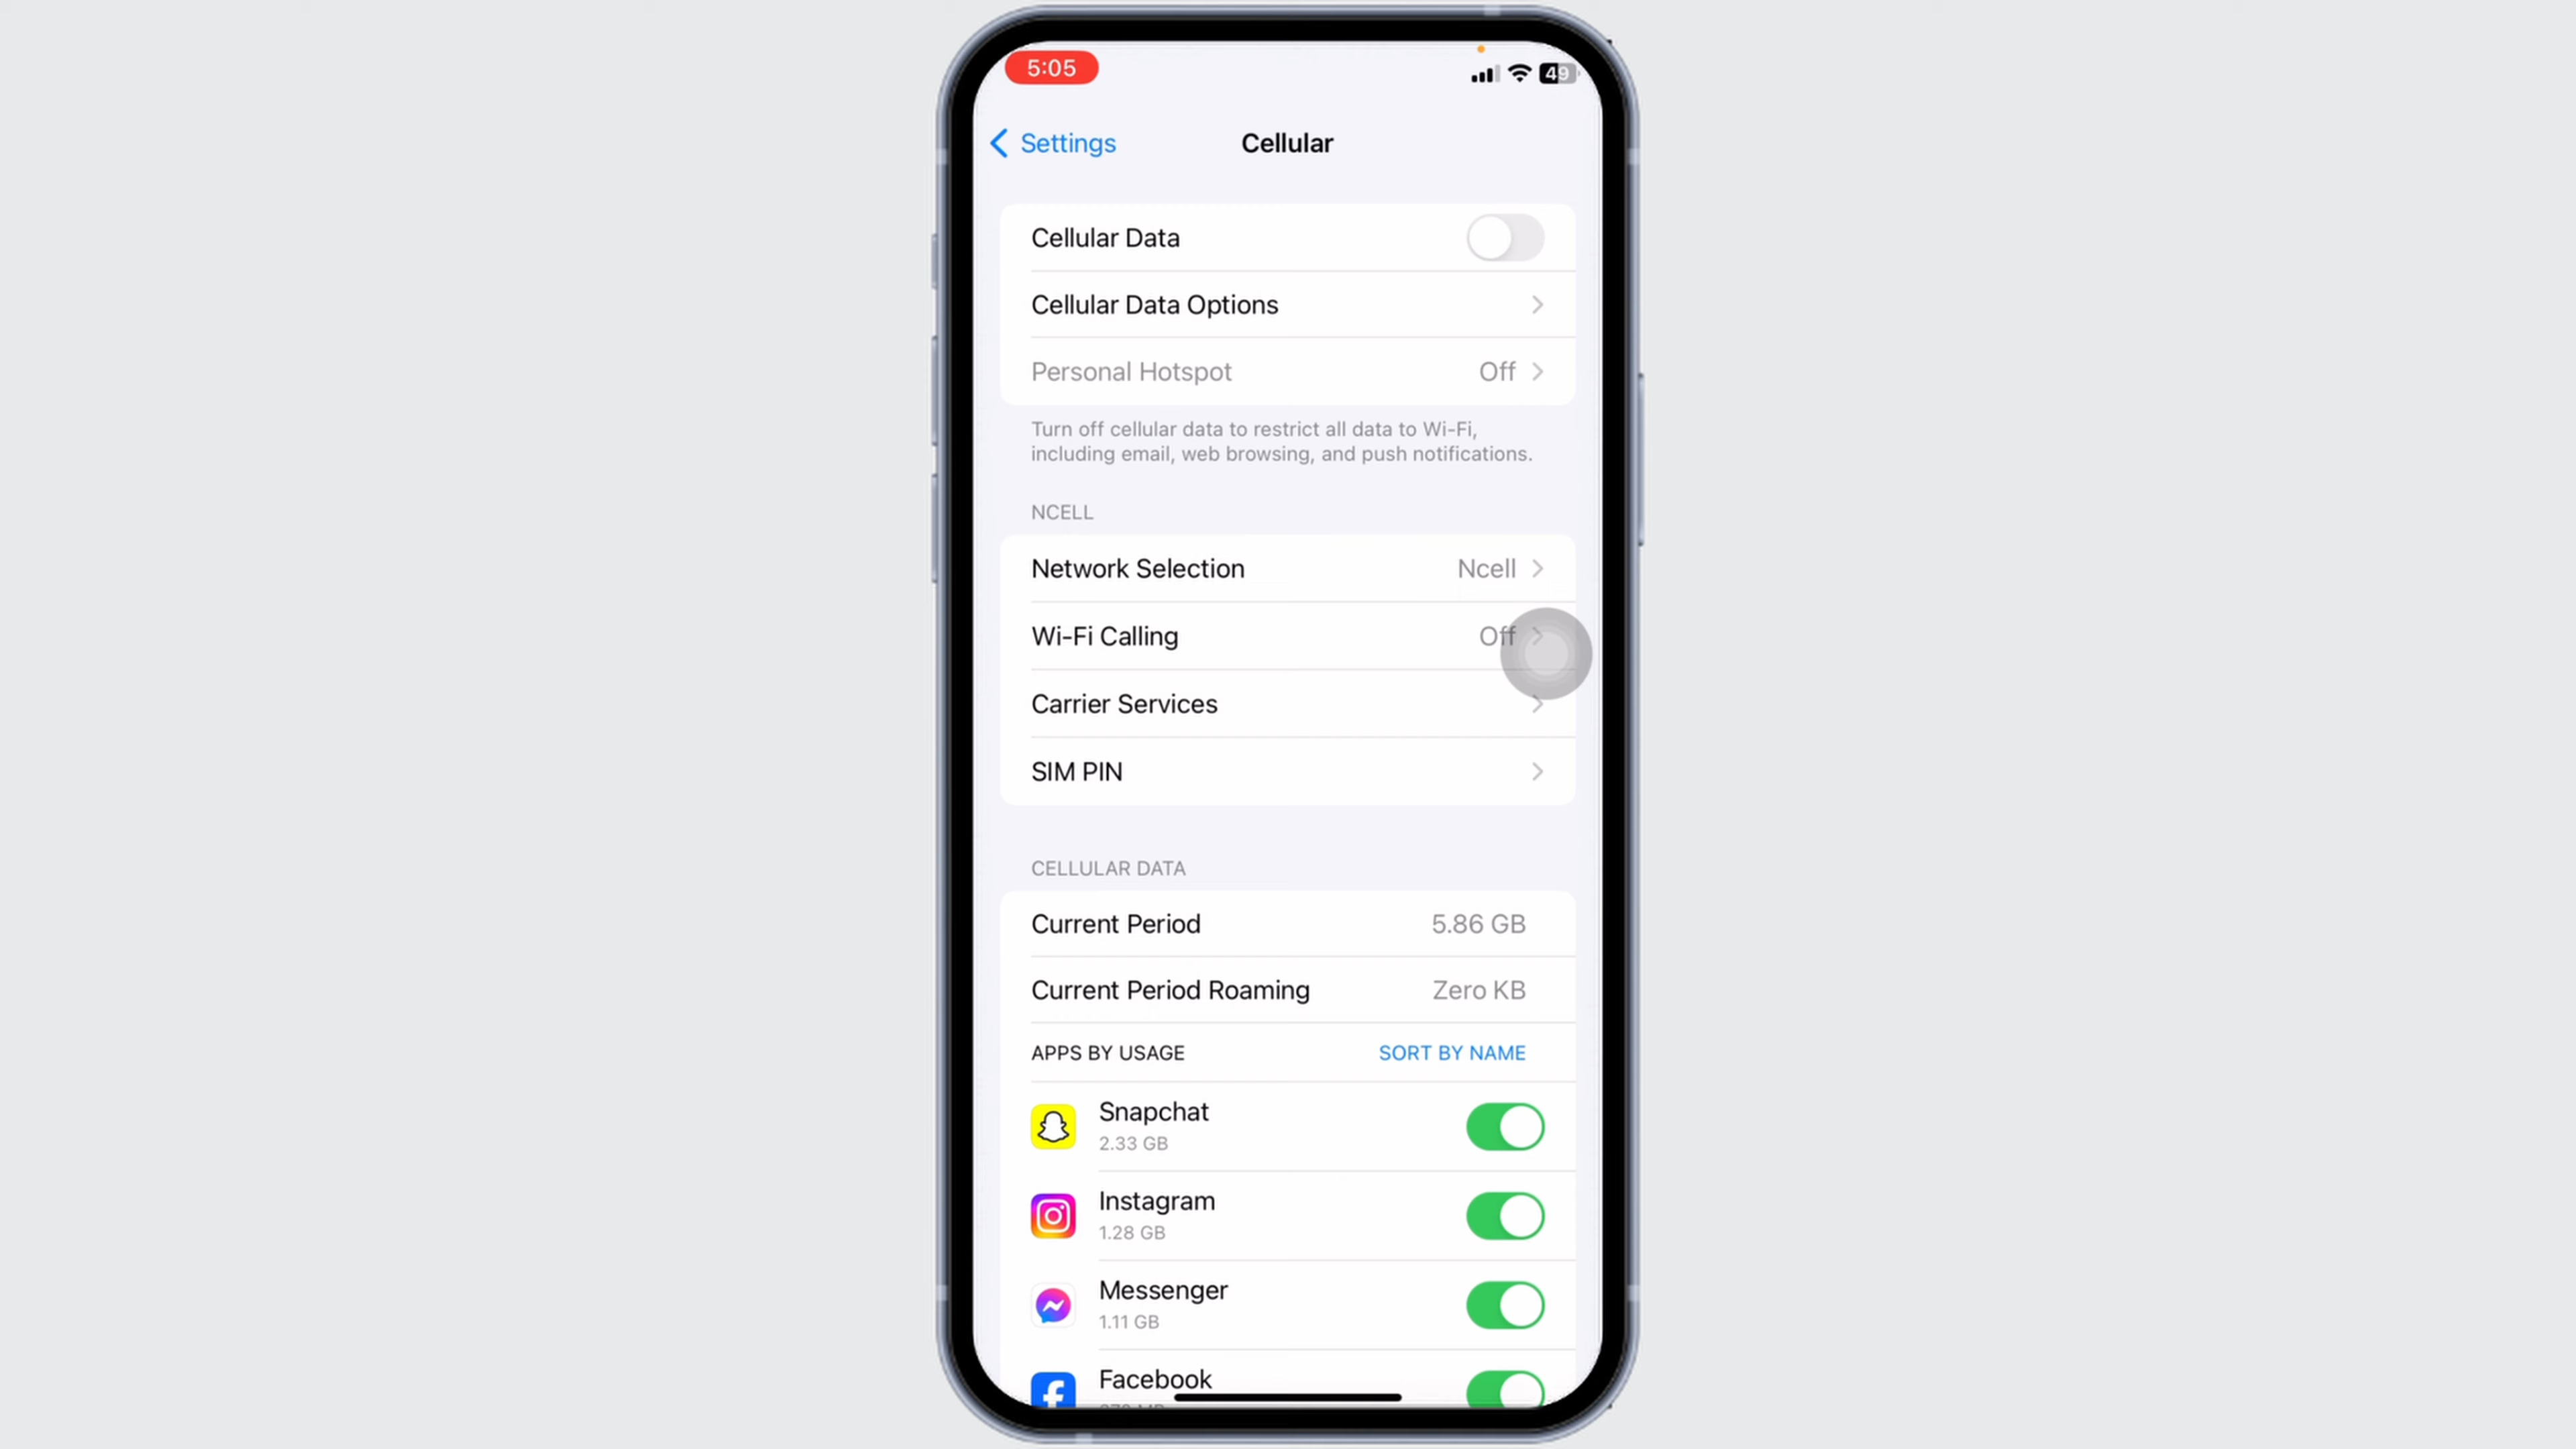 5:05
49
Settings
Cellular
Cellular Data
Cellular Data Options
Personal Hotspot Off
Turn off cellular data to restrict all data to Wi-Fi,
including email, web browsing, and push notifications.
NCELL
Network Selection Ncell
Wi-Fi Calling Off
Carrier Services
SIM PIN
CELLULAR DATA
Current Period 5.86 GB
Current Period Roaming Zero KB
APPS BY USAGE SORT BY NAME
Snapchat
2.33 GB
Instagram
1.28 GB
Messenger
1.11 GB
Facebook